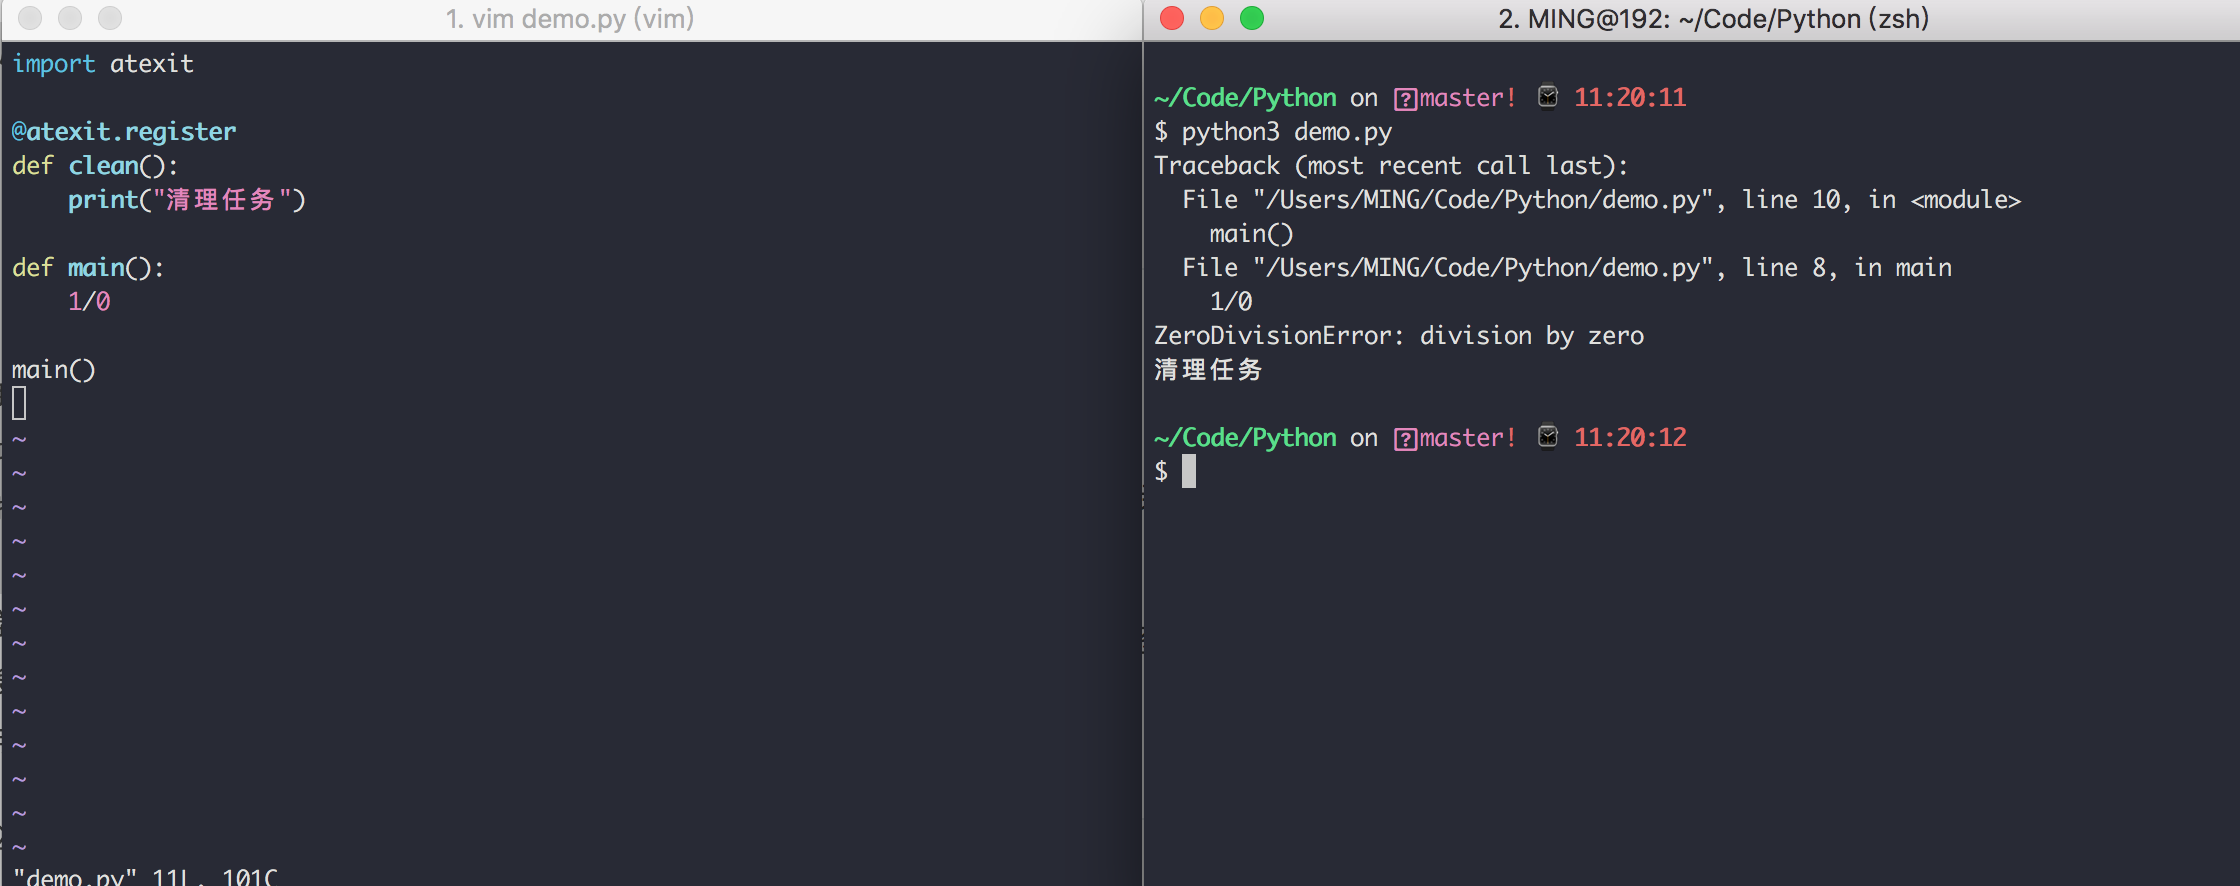 1. vim demo.py (vim)
import atexit
@atexit.register
def clean():
    print("清理任务")
def main():
    1/0
main()
~
~
~
~
~
~
~
~
~
~
~
~
~
"demo.py" 11L, 101C
2. MING@192: ~/Code/Python (zsh)
~/Code/Python on master! ⌚ 11:20:11
$ python3 demo.py
Traceback (most recent call last):
  File "/Users/MING/Code/Python/demo.py", line 10, in <module>
    main()
  File "/Users/MING/Code/Python/demo.py", line 8, in main
    1/0
ZeroDivisionError: division by zero
清理任务
~/Code/Python on master! ⌚ 11:20:12
$